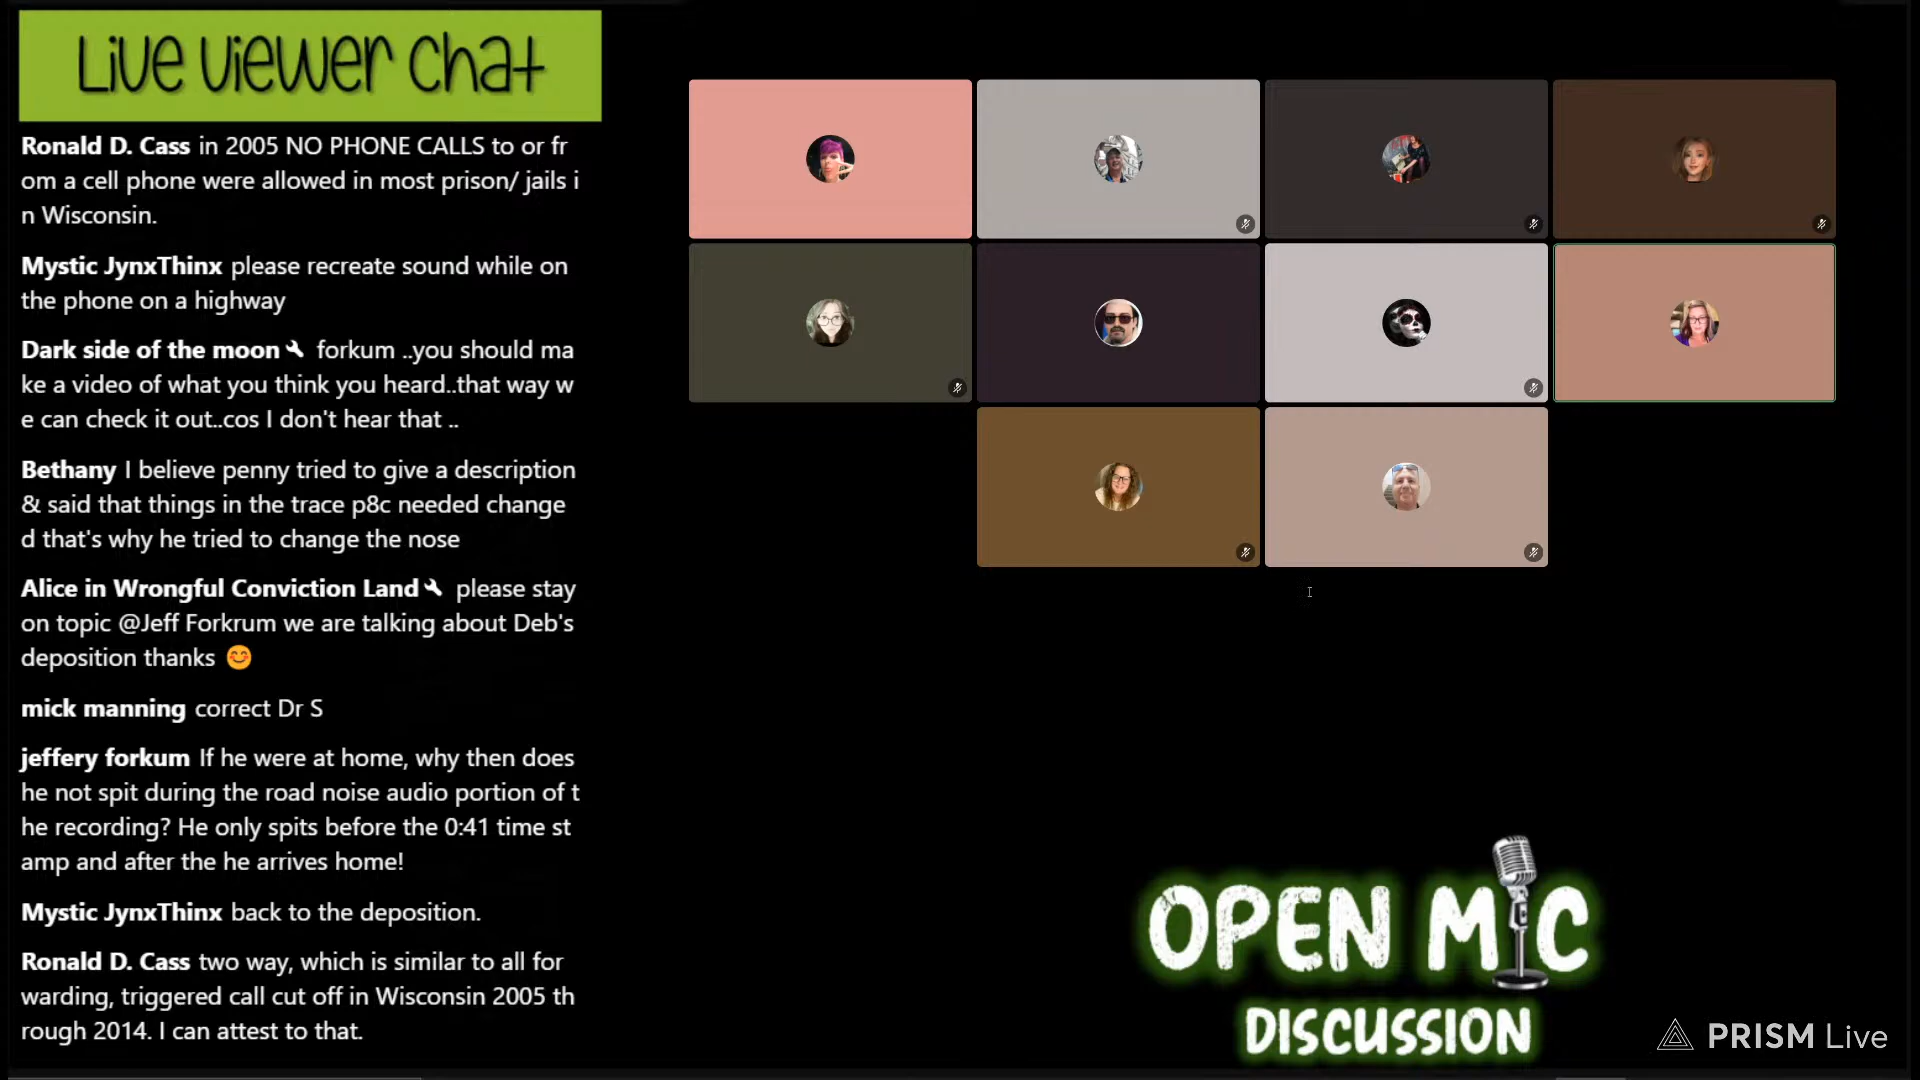 Live Viewer Chat
Ronald D. Cass in 2005 NO PHONE CALLS to or fr
om a cell phone were allowed in most prison/ jails i
n Wisconsin.
Mystic JynxThinx please recreate sound while on
the phone on a highway
Dark side of the moon forkum ..you should ma
ke a video of what you think you heard..that way w
e can check it out..cos I don't hear that ..
Bethany I believe penny tried to give a description
& said that things in the trace p8c needed change
d that's why he tried to change the nose
Alice in Wrongful Conviction Land please stay
on topic @Jeff Forkrum we are talking about Deb's
deposition thanks 😊
mick manning correct Dr S
jeffery forkum If he were at home, why then does
he not spit during the road noise audio portion of t
he recording? He only spits before the 0:41 time st
amp and after the he arrives home!
Mystic JynxThinx back to the deposition.
Ronald D. Cass two way, which is similar to all for
warding, triggered call cut off in Wisconsin 2005 th
rough 2014. I can attest to that.
OPEN MIC
DISCUSSION
PRISM Live